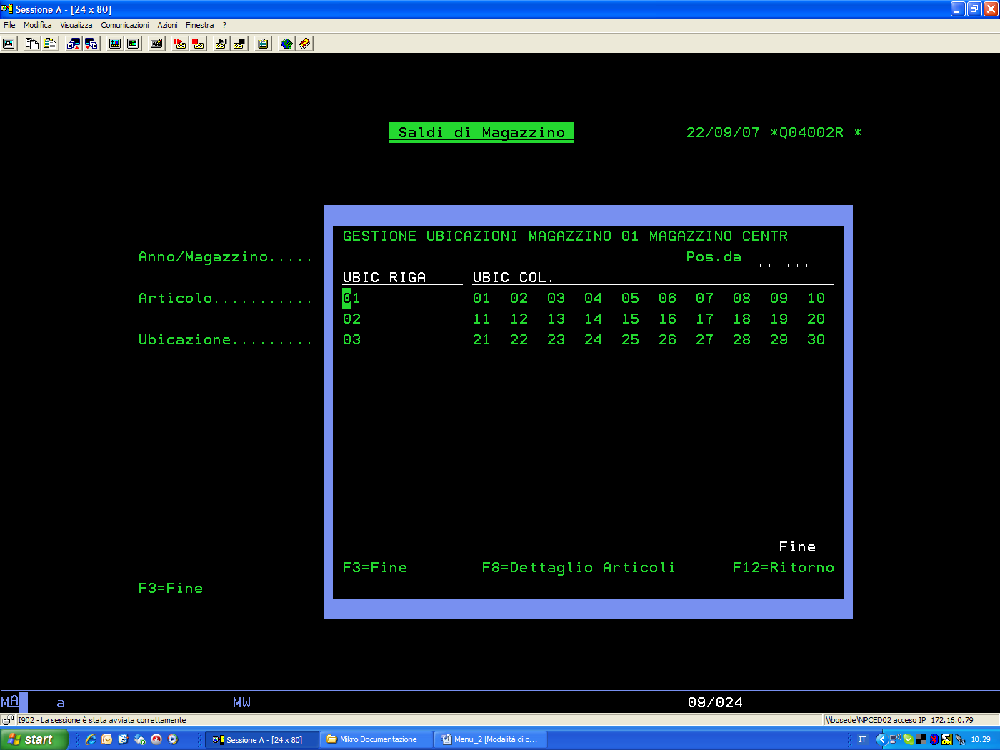 Sessione A - [24 x 80]
File Modifica Visualizza Comunicazioni Azioni Finestra ?
Saldi di Magazzino 22/09/07 *Q04002R *
GESTIONE UBICAZIONI MAGAZZINO 01 MAGAZZINO CENTR
Anno/Magazzino..... Pos.da
UBIC RIGA UBIC COL.
Articolo........... 01 01 02 03 04 05 06 07 08 09 10
02 11 12 13 14 15 16 17 18 19 20
Ubicazione......... 03 21 22 23 24 25 26 27 28 29 30
Fine
F3=Fine F8=Dettaglio Articoli F12=Ritorno
F3=Fine
MA a MW 09/024
I902 - La sessione è stata avviata correttamente \\bosede\NPCED02 acceso IP_172.16.0.79
start Sessione A - [24 x 80] Mikro Documentazione Menu_2 [Modalità di c... IT 10.29